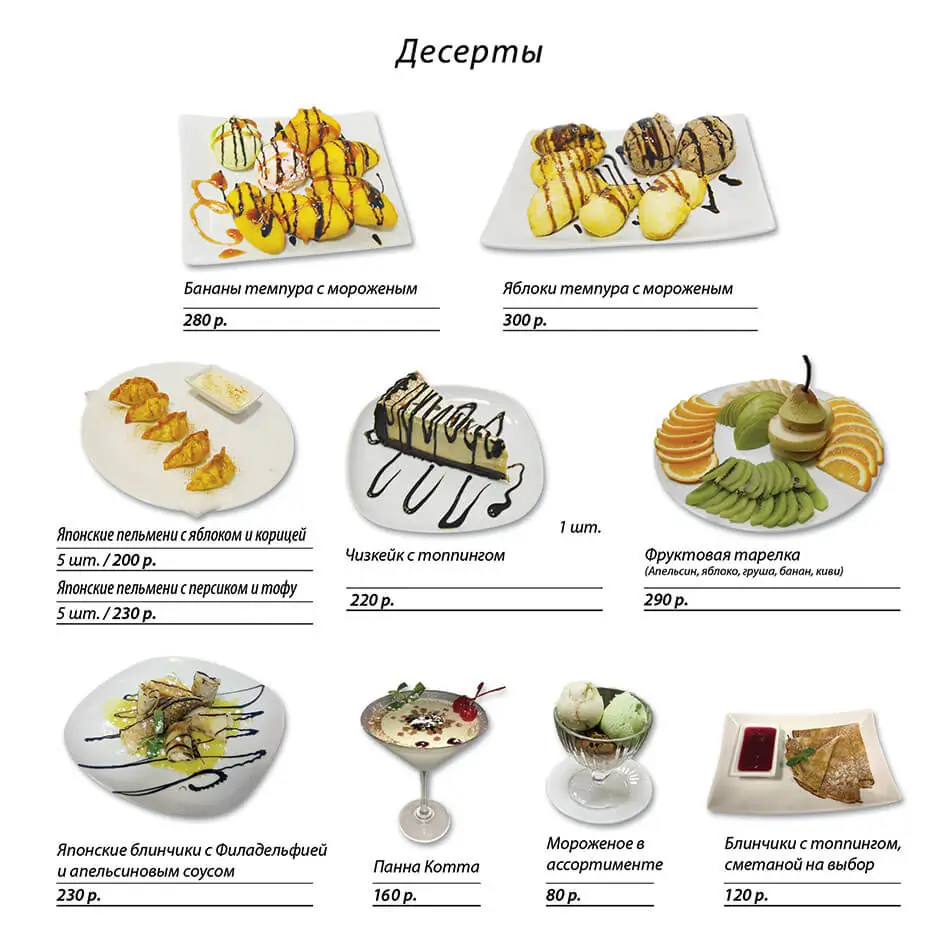 Десерты
Бананы темпура с мороженым
280 р.
Яблоки темпура с мороженым
300 р.
Японские пельмени с яблоком и корицей
5 шт. / 200 р.
Японские пельмени с персиком и тофу
5 шт. / 230 р.
1 шт.
Чизкейк с топпингом
220 р.
Фруктовая тарелка
(Апельсин, яблоко, груша, банан, киви)
290 р.
Японские блинчики с Филадельфией
и апельсиновым соусом
230 р.
Панна Котта
160 р.
Мороженое в
ассортименте
80 р.
Блинчики с топпингом,
сметаной на выбор
120 р.